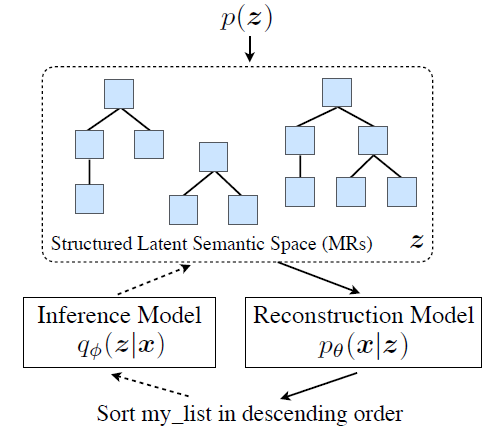 p(z)
Structured Latent Semantic Space (MRs) z
Inference Model
qϕ(z|x)
Reconstruction Model
pθ(x|z)
Sort my_list in descending order